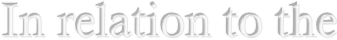 In relation to the